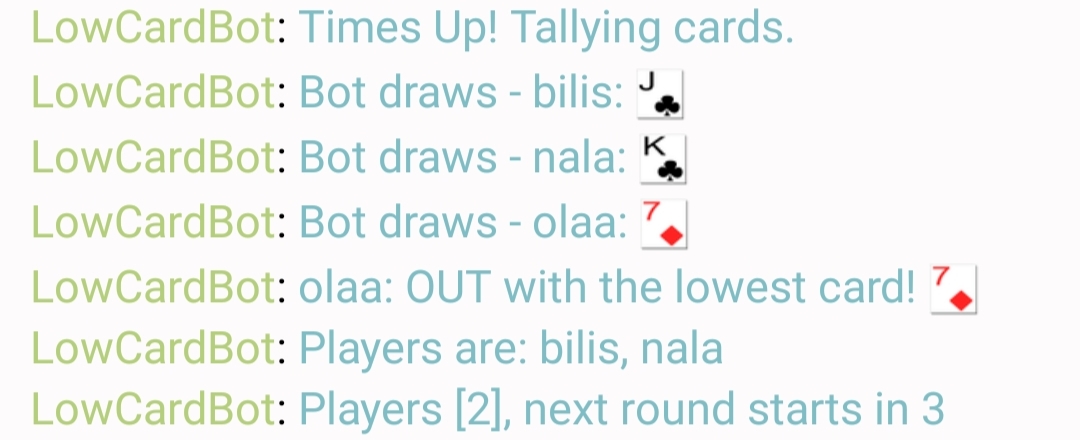 LowCardBot: Times Up! Tallying cards.
LowCardBot: Bot draws - bilis: J♣
LowCardBot: Bot draws - nala: K♣
LowCardBot: Bot draws - olaa: 7♦
LowCardBot: olaa: OUT with the lowest card! 7♦
LowCardBot: Players are: bilis, nala
LowCardBot: Players [2], next round starts in 3